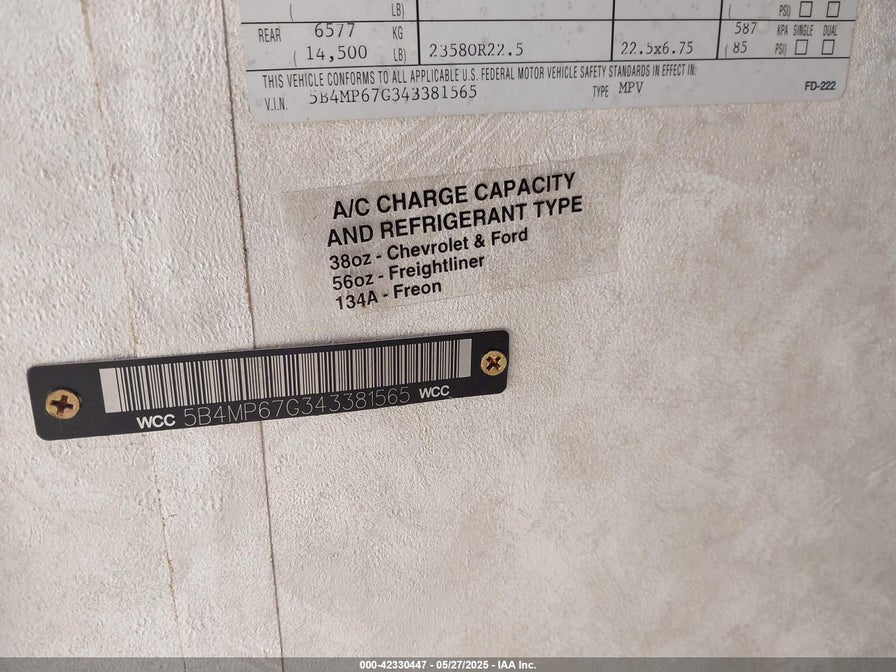 ( LB) ( PSI)
REAR 6577 KG 587 KPA SINGLE DUAL
( 14,500 LB) 23580R22.5 22.5x6.75 ( 85 PSI)
THIS VEHICLE CONFORMS TO ALL APPLICABLE U.S. FEDERAL MOTOR VEHICLE SAFETY STANDARDS IN EFFECT IN:
V.I.N. 5B4MP67G343381565 TYPE MPV FD-222
A/C CHARGE CAPACITY
AND REFRIGERANT TYPE
38oz - Chevrolet & Ford
56oz - Freightliner
134A - Freon
WCC 5B4MP67G343381565 WCC
000-42330447 - 05/27/2025 - IAA Inc.